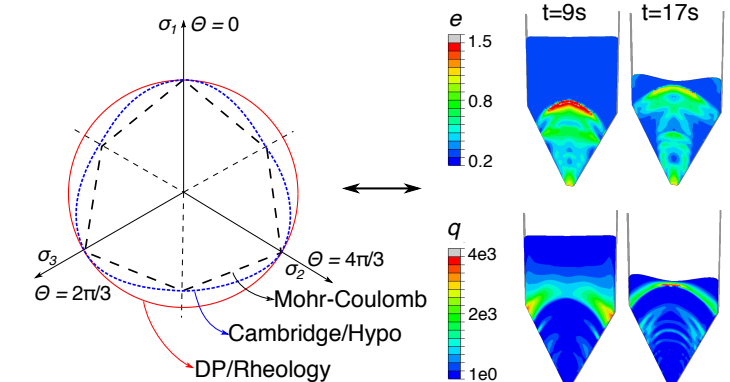 σ1 Θ = 0
σ3
Θ = 2π/3
σ2
Θ = 4π/3
Mohr-Coulomb
Cambridge/Hypo
DP/Rheology
e
t=9s
t=17s
1.5
0.8
0.2
q
4e3
2e3
1e0